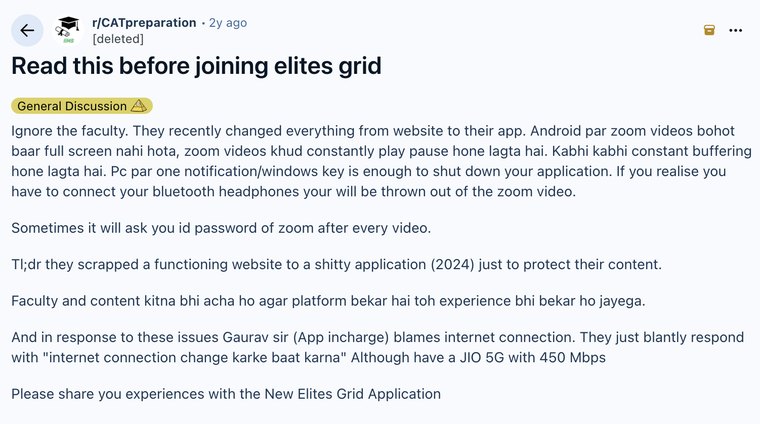 r/CATpreparation • 2y ago
[deleted]
Read this before joining elites grid
General Discussion
Ignore the faculty. They recently changed everything from website to their app. Android par zoom videos bohot
baar full screen nahi hota, zoom videos khud constantly play pause hone lagta hai. Kabhi kabhi constant buffering
hone lagta hai. Pc par one notification/windows key is enough to shut down your application. If you realise you
have to connect your bluetooth headphones your will be thrown out of the zoom video.
Sometimes it will ask you id password of zoom after every video.
Tl;dr they scrapped a functioning website to a shitty application (2024) just to protect their content.
Faculty and content kitna bhi acha ho agar platform bekar hai toh experience bhi bekar ho jayega.
And in response to these issues Gaurav sir (App incharge) blames internet connection. They just blantly respond
with "internet connection change karke baat karna" Although have a JIO 5G with 450 Mbps
Please share you experiences with the New Elites Grid Application